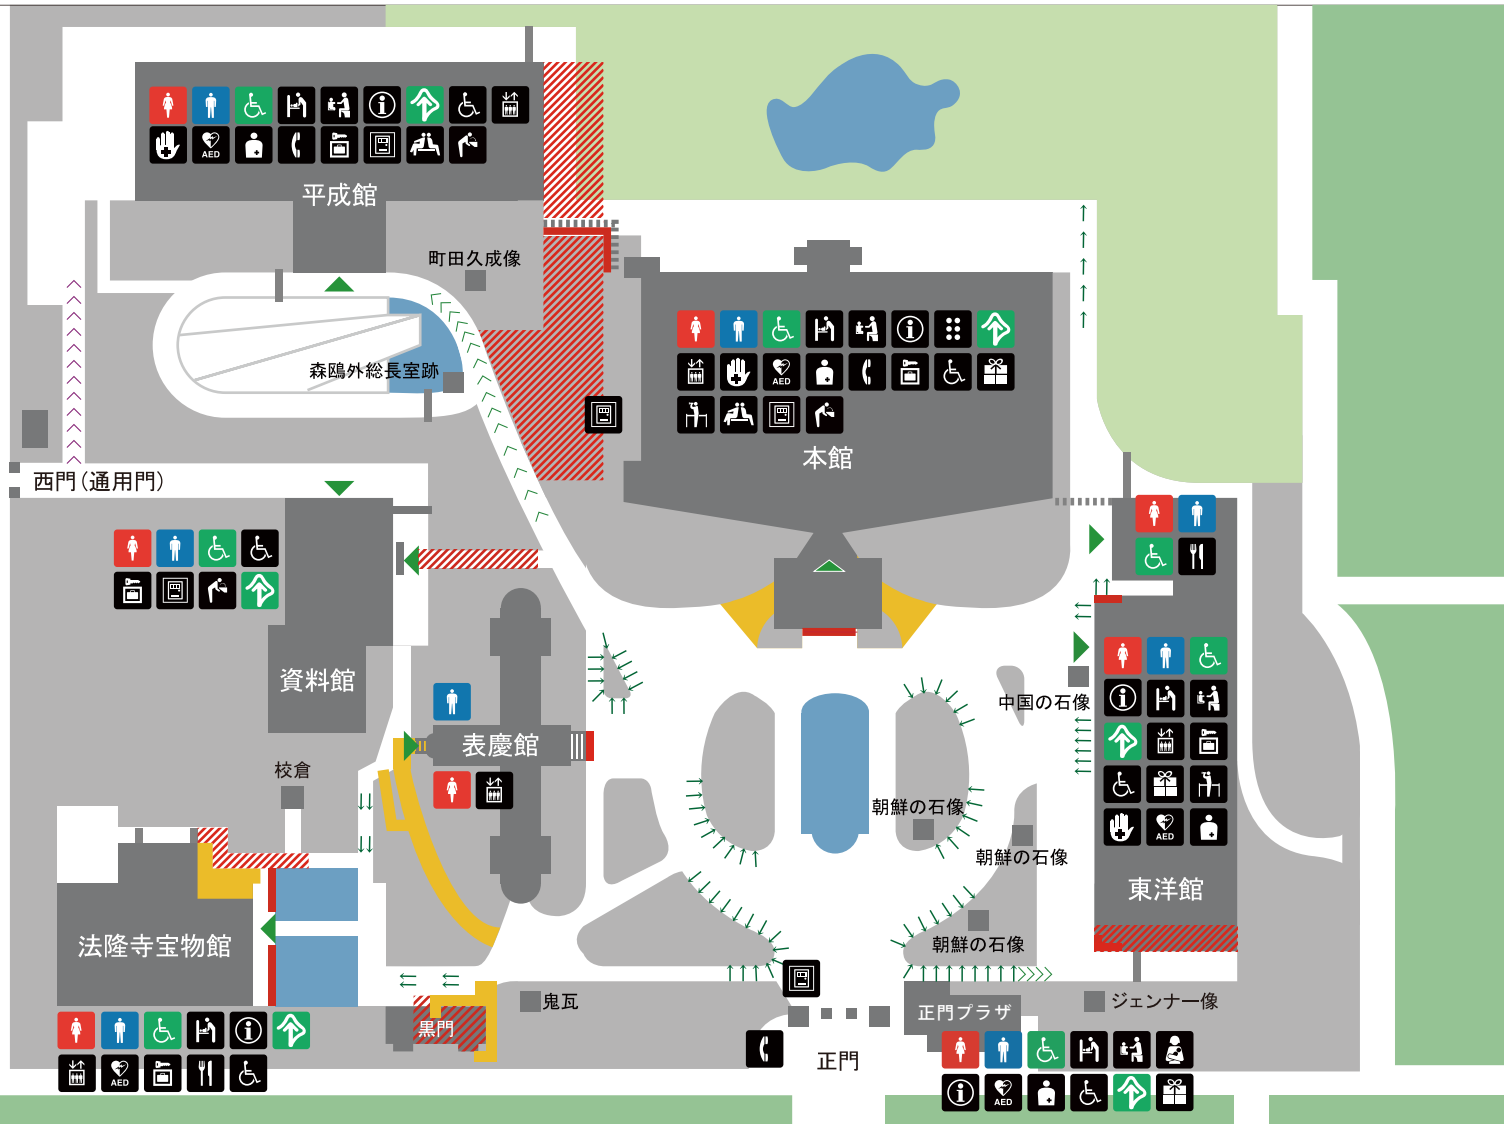 AED
平成館
町田久成像
森鷗外総長室跡
AED
本館
西門(通用門)
資料館
中国の石像
表慶館
校倉
朝鮮の石像
AED
朝鮮の石像
東洋館
朝鮮の石像
法隆寺宝物館
鬼瓦
ジェンナー像
正門プラザ
黒門
正門
AED
AED